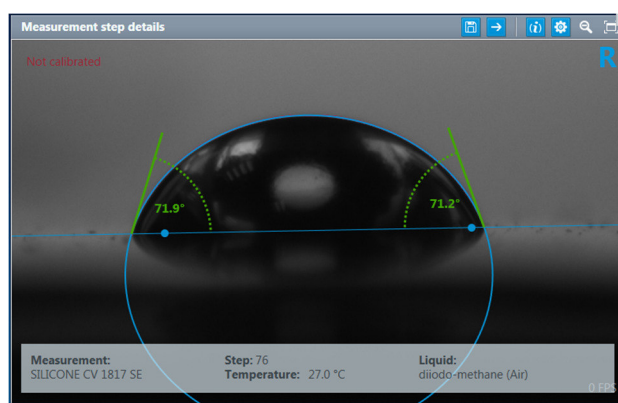 Measurement step details
Not calibrated
R
71.9°
71.2°
Measurement:
SILICONE CV 1817 SE
Step: 76
Temperature: 27.0 °C
Liquid:
diiodo-methane (Air)
0 FPS